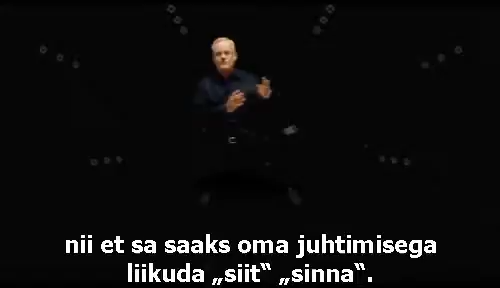 nii et sa saaks oma juhtimisega
liikuda „siit‟ „sinna‟.